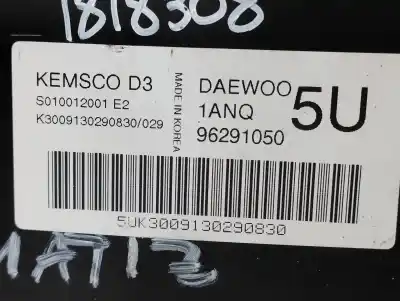 1818308
KEMSCO D3
S010012001 E2
K3009130290830/029
MADE IN KOREA
DAEWOO
1ANQ
96291050
5U
5UK3009130290830